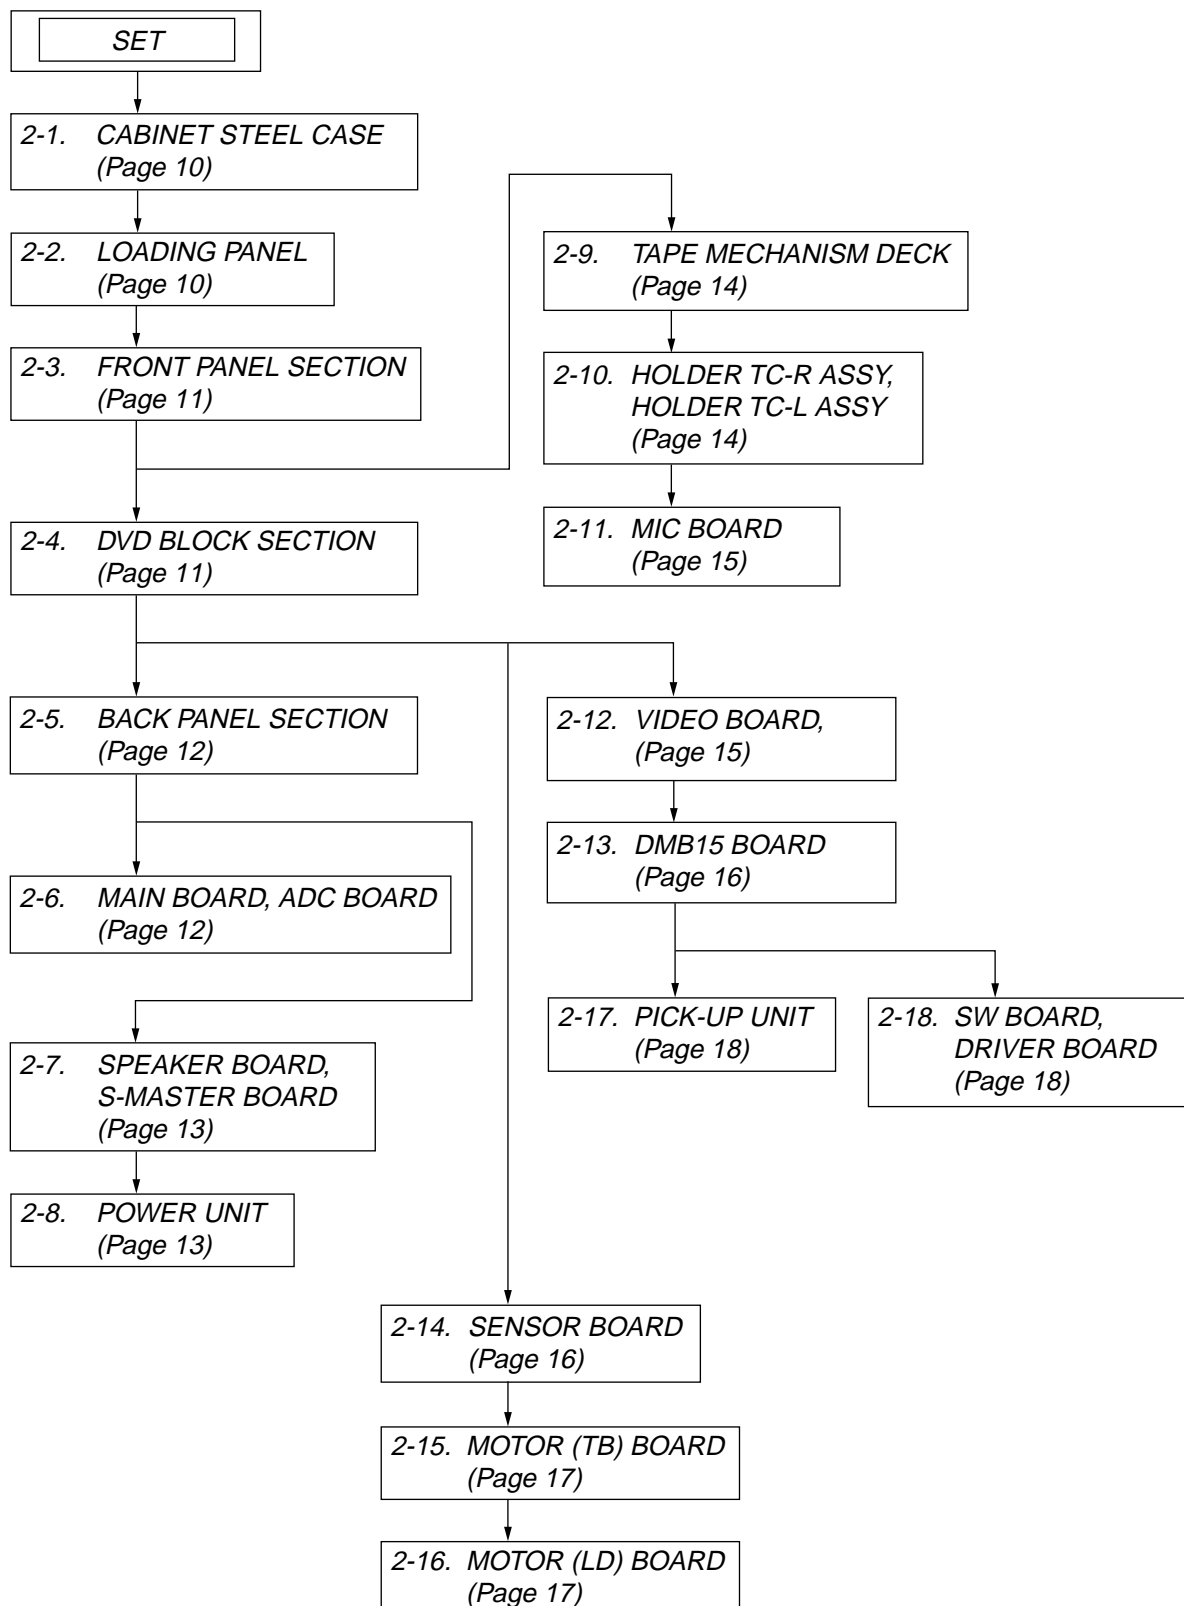 SET
2-1. CABINET STEEL CASE
(Page 10)
2-2. LOADING PANEL
(Page 10)
2-3. FRONT PANEL SECTION
(Page 11)
2-4. DVD BLOCK SECTION
(Page 11)
2-5. BACK PANEL SECTION
(Page 12)
2-6. MAIN BOARD, ADC BOARD
(Page 12)
2-7. SPEAKER BOARD,
S-MASTER BOARD
(Page 13)
2-8. POWER UNIT
(Page 13)
2-9. TAPE MECHANISM DECK
(Page 14)
2-10. HOLDER TC-R ASSY,
HOLDER TC-L ASSY
(Page 14)
2-11. MIC BOARD
(Page 15)
2-12. VIDEO BOARD,
(Page 15)
2-13. DMB15 BOARD
(Page 16)
2-17. PICK-UP UNIT
(Page 18)
2-18. SW BOARD,
DRIVER BOARD
(Page 18)
2-14. SENSOR BOARD
(Page 16)
2-15. MOTOR (TB) BOARD
(Page 17)
2-16. MOTOR (LD) BOARD
(Page 17)